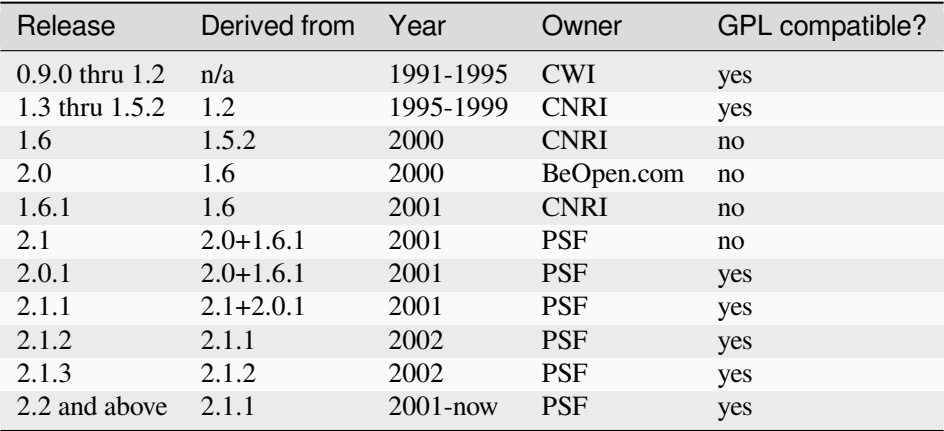 Release Derived from Year Owner GPL compatible?
0.9.0 thru 1.2 n/a 1991-1995 CWI yes
1.3 thru 1.5.2 1.2 1995-1999 CNRI yes
1.6 1.5.2 2000 CNRI no
2.0 1.6 2000 BeOpen.com no
1.6.1 1.6 2001 CNRI no
2.1 2.0+1.6.1 2001 PSF no
2.0.1 2.0+1.6.1 2001 PSF yes
2.1.1 2.1+2.0.1 2001 PSF yes
2.1.2 2.1.1 2002 PSF yes
2.1.3 2.1.2 2002 PSF yes
2.2 and above 2.1.1 2001-now PSF yes